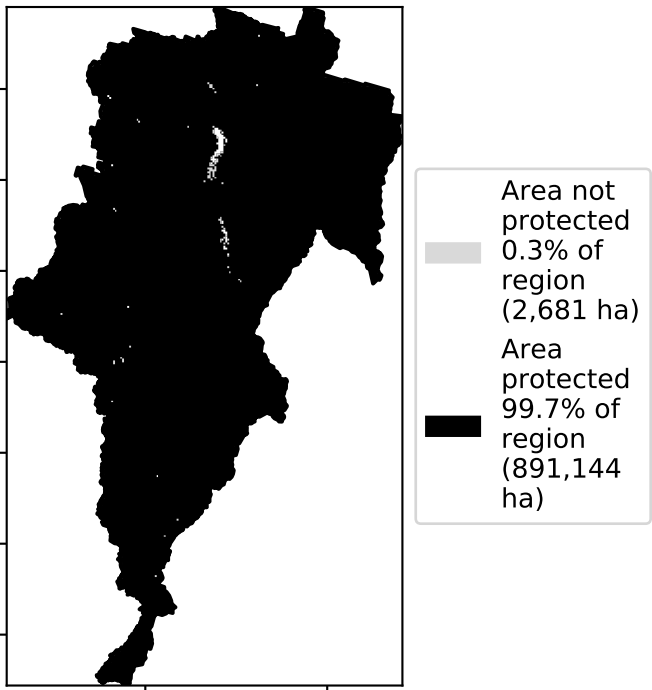 Area not
protected
0.3% of
region
(2,681 ha)
Area
protected
99.7% of
region
(891,144
ha)